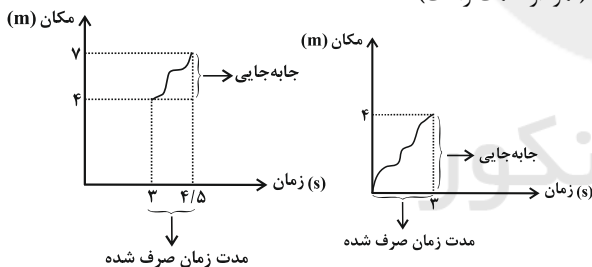 مکان (m)
۷
۴
جابه‌جایی
۳
۴/۵
زمان (s)
مدت زمان صرف شده
مکان (m)
۴
جابه‌جایی
۳
زمان (s)
مدت زمان صرف شده